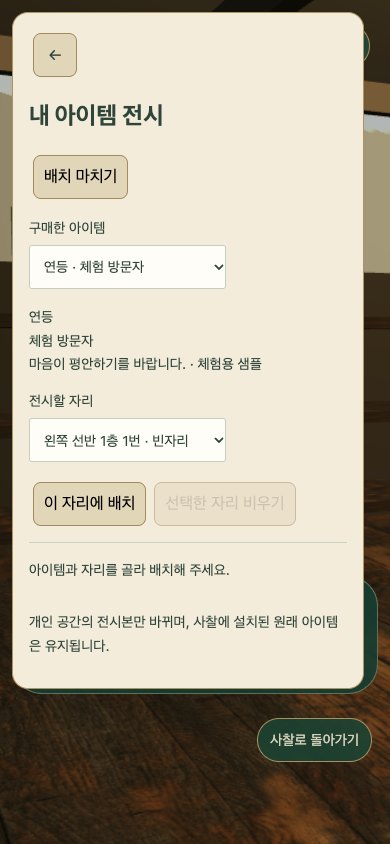 ←
내 아이템 전시
배치 마치기
구매한 아이템
연등 · 체험 방문자
연등
체험 방문자
마음이 평안하기를 바랍니다. · 체험용 샘플
전시할 자리
왼쪽 선반 1층 1번 · 빈자리
이 자리에 배치
선택한 자리 비우기
아이템과 자리를 골라 배치해 주세요.
개인 공간의 전시본만 바뀌며, 사찰에 설치된 원래 아이템
은 유지됩니다.
사찰로 돌아가기